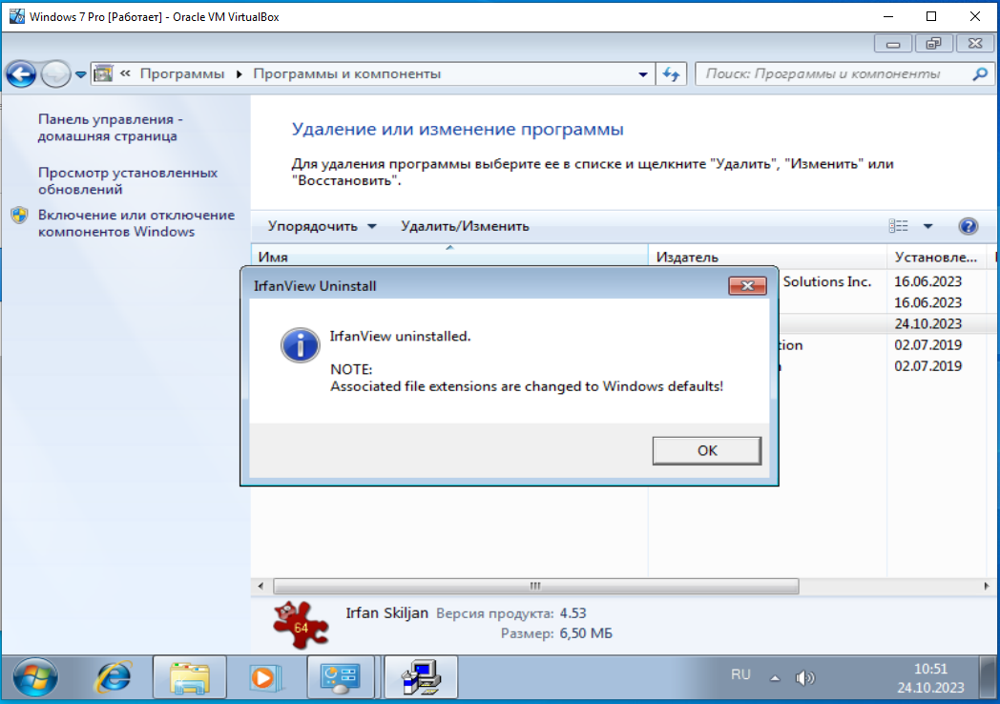 Windows 7 Pro [Работает] - Oracle VM VirtualBox
« Программы ▸ Программы и компоненты
Поиск: Программы и компоненты
Панель управления -
домашняя страница
Просмотр установленных
обновлений
Включение или отключение
компонентов Windows
Удаление или изменение программы
Для удаления программы выберите ее в списке и щелкните "Удалить", "Изменить" или
"Восстановить".
Упорядочить Удалить/Изменить
Имя Издатель Установле...
Solutions Inc. 16.06.2023
16.06.2023
24.10.2023
02.07.2019
02.07.2019
IrfanView Uninstall
IrfanView uninstalled.
NOTE:
Associated file extensions are changed to Windows defaults!
OK
64
Irfan Skiljan Версия продукта: 4.53
Размер: 6,50 МБ
RU
10:51
24.10.2023